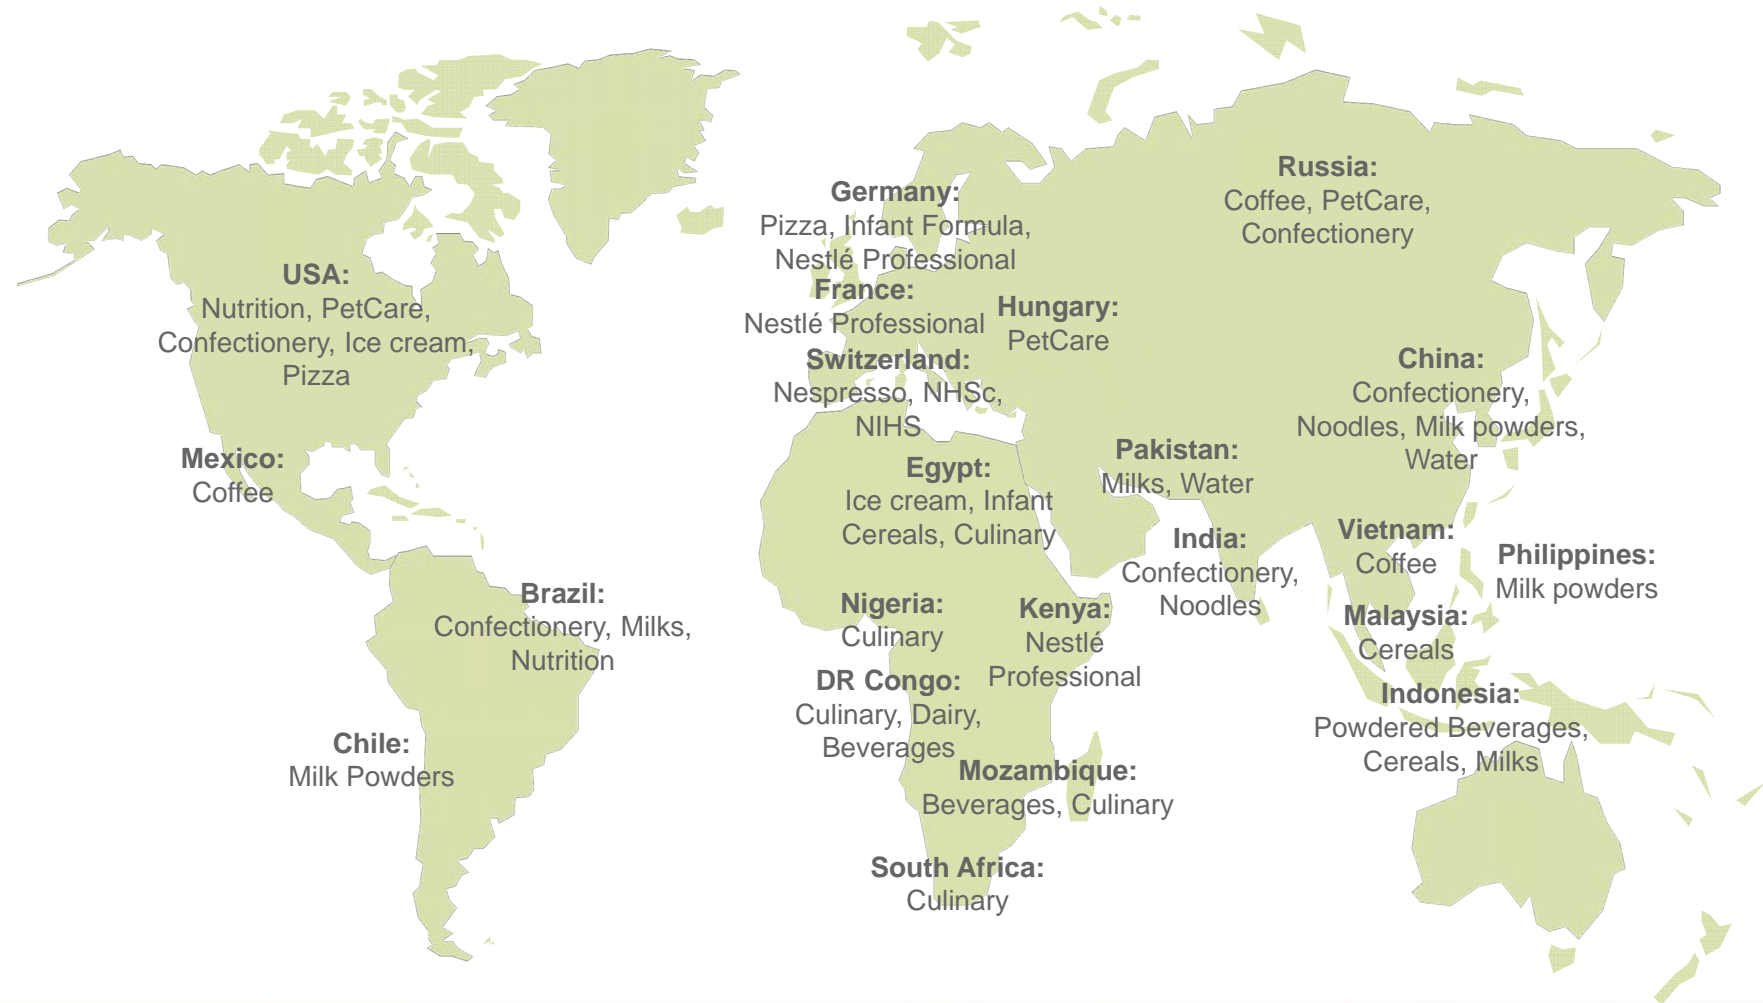 USA:
Nutrition, PetCare,
Confectionery, Ice cream,
Pizza
Mexico:
Coffee
Brazil:
Confectionery, Milks,
Nutrition
Chile:
Milk Powders
Germany:
Pizza, Infant Formula,
Nestlé Professional
France:
Nestlé Professional
Hungary:
PetCare
Switzerland:
Nespresso, NHSc,
NIHS
Egypt:
Ice cream, Infant
Cereals, Culinary
Nigeria:
Culinary
Kenya:
Nestlé
Professional
DR Congo:
Culinary, Dairy,
Beverages
Mozambique:
Beverages, Culinary
South Africa:
Culinary
Russia:
Coffee, PetCare,
Confectionery
China:
Confectionery,
Noodles, Milk powders,
Water
Pakistan:
Milks, Water
India:
Confectionery,
Noodles
Vietnam:
Coffee
Philippines:
Milk powders
Malaysia:
Cereals
Indonesia:
Powdered Beverages,
Cereals, Milks